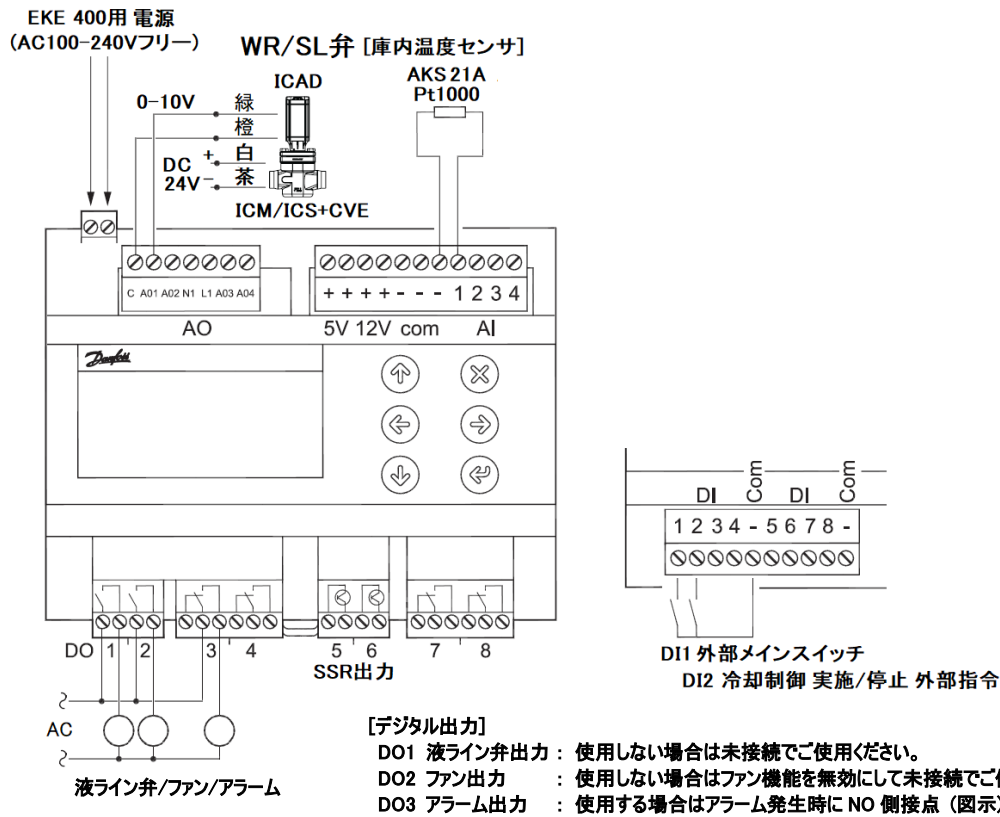 EKE 400用 電源
(AC100-240Vフリー)
WR/SL弁 [庫内温度センサ]
ICAD
AKS 21A
Pt1000
0-10V
緑
橙
DC
24V
+ 白
- 茶
ICM/ICS+CVE
C A01 A02 N1 L1 A03 A04
+ + + + - - - 1 2 3 4
AO
5V 12V com AI
Danfoss
DI Com DI Com
1 2 3 4 - 5 6 7 8 -
DO 1 2 3 4 5 6 7 8
SSR出力
DI1 外部メインスイッチ
DI2 冷却制御 実施/停止 外部指令
AC
液ライン弁/ファン/アラーム
[デジタル出力]
DO1 液ライン弁出力 : 使用しない場合は未接続でご使用ください。
DO2 ファン出力 : 使用しない場合はファン機能を無効にして未接続でご
DO3 アラーム出力 : 使用する場合はアラーム発生時に NO 側接点 (図示)